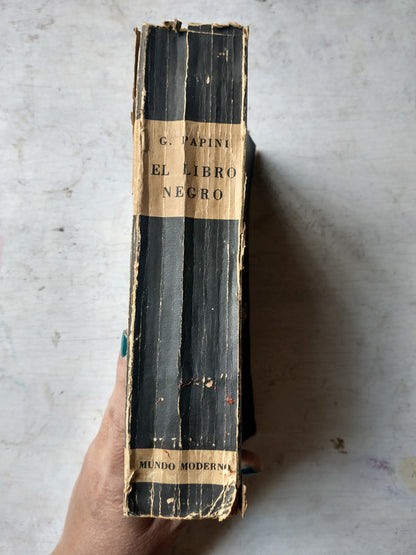 G. PAPINI
EL LIBRO
NEGRO
MUNDO MODERNO